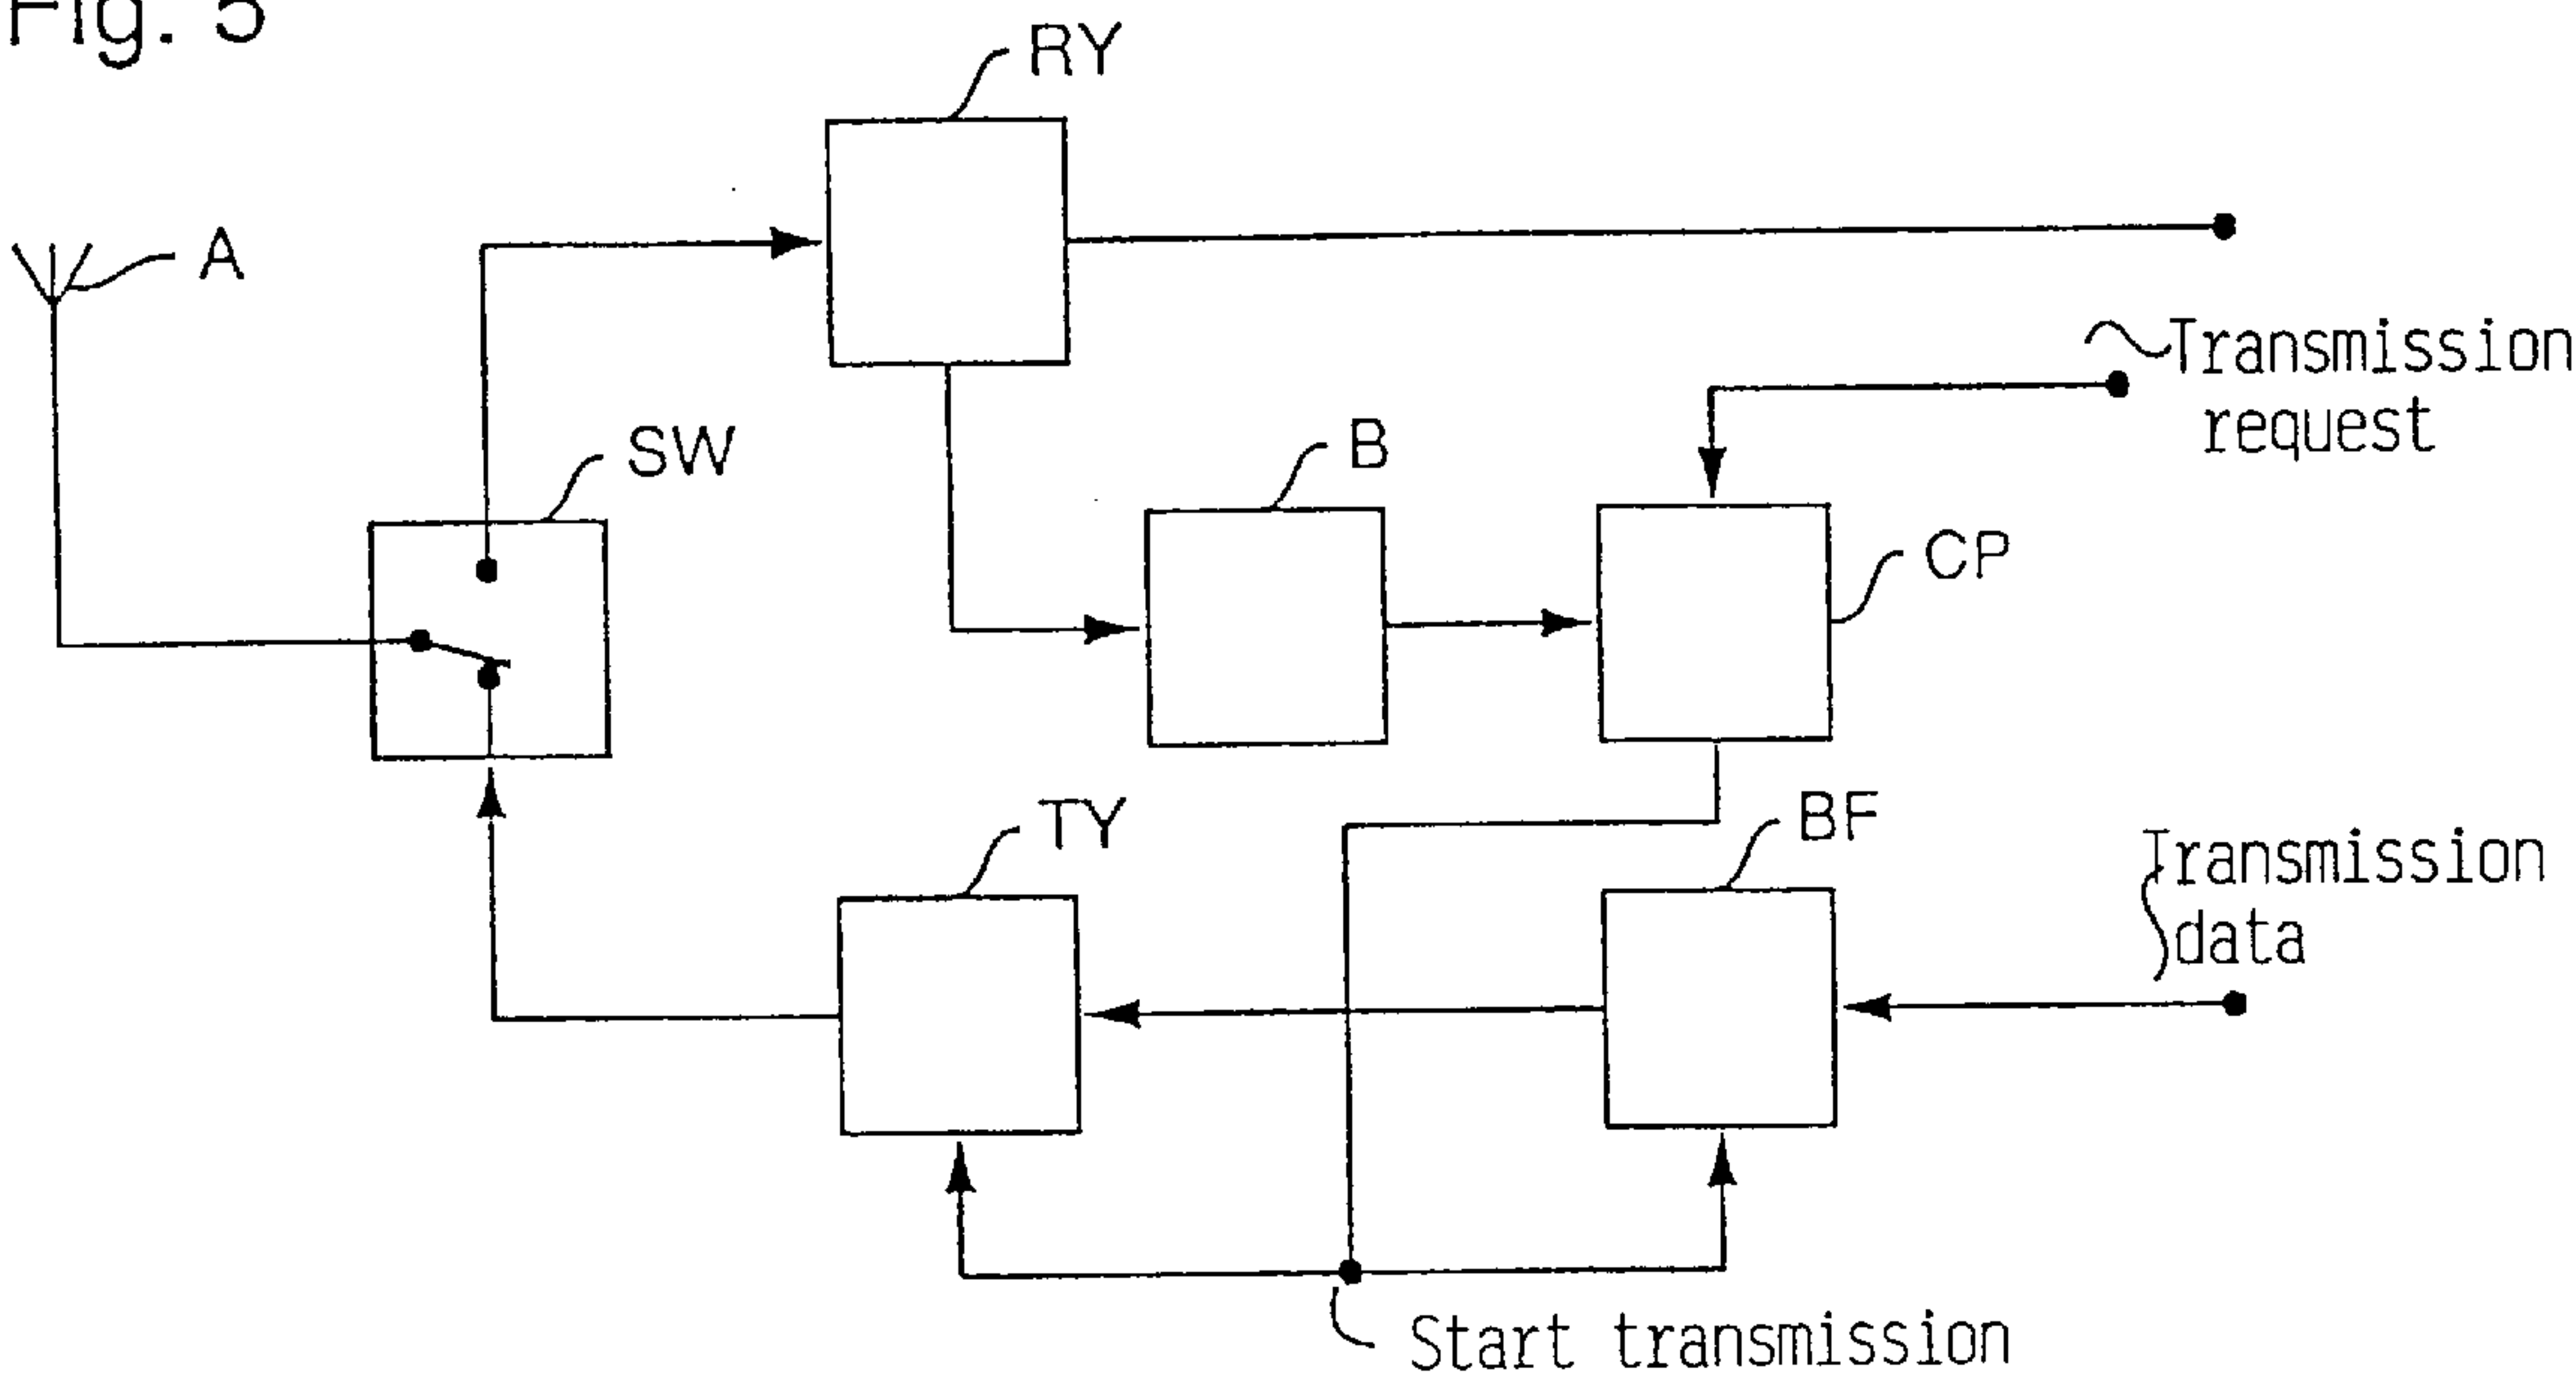 Fig. 5
RY
A
Transmission
request
SW
B
CP
TY
BF
Transmission
data
Start transmission